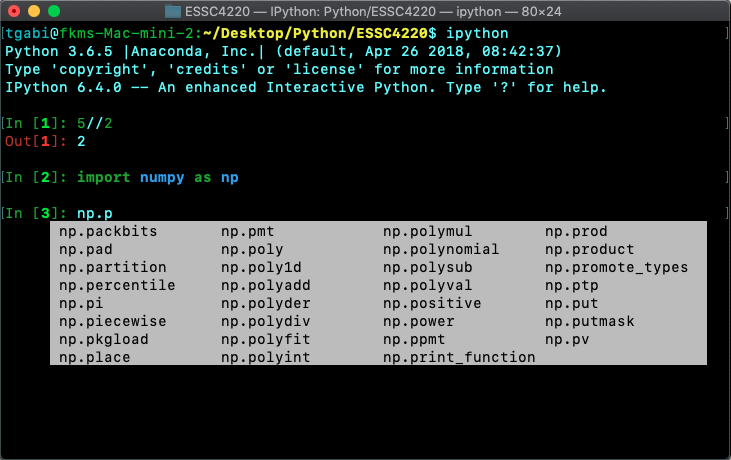 ESSC4220 — IPython: Python/ESSC4220 — ipython — 80×24
[tgabi@fkms-Mac-mini-2:~/Desktop/Python/ESSC4220$ ipython ]
Python 3.6.5 |Anaconda, Inc.| (default, Apr 26 2018, 08:42:37)
Type 'copyright', 'credits' or 'license' for more information
IPython 6.4.0 -- An enhanced Interactive Python. Type '?' for help.
[In [1]: 5//2 ]
Out[1]: 2
[In [2]: import numpy as np ]
[In [3]: np.p ]
np.packbits np.pmt np.polymul np.prod
np.pad np.poly np.polynomial np.product
np.partition np.poly1d np.polysub np.promote_types
np.percentile np.polyadd np.polyval np.ptp
np.pi np.polyder np.positive np.put
np.piecewise np.polydiv np.power np.putmask
np.pkgload np.polyfit np.ppmt np.pv
np.place np.polyint np.print_function